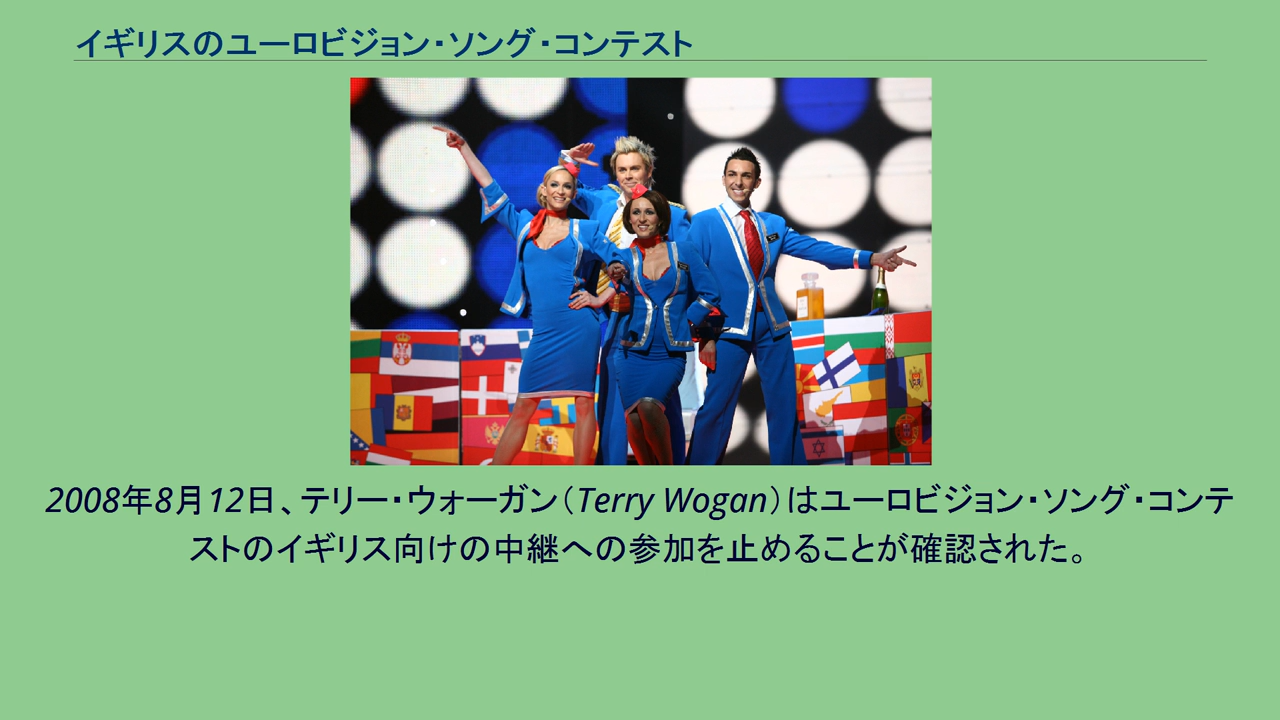 イギリスのユーロビジョン・ソング・コンテスト
2008年8月12日、テリー・ウォーガン（Terry Wogan）はユーロビジョン・ソング・コンテ
ストのイギリス向けの中継への参加を止めることが確認された。